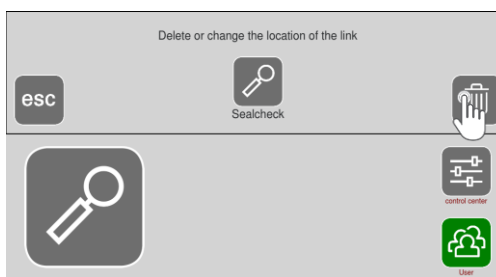 Delete or change the location of the link
esc
Sealcheck
control center
User